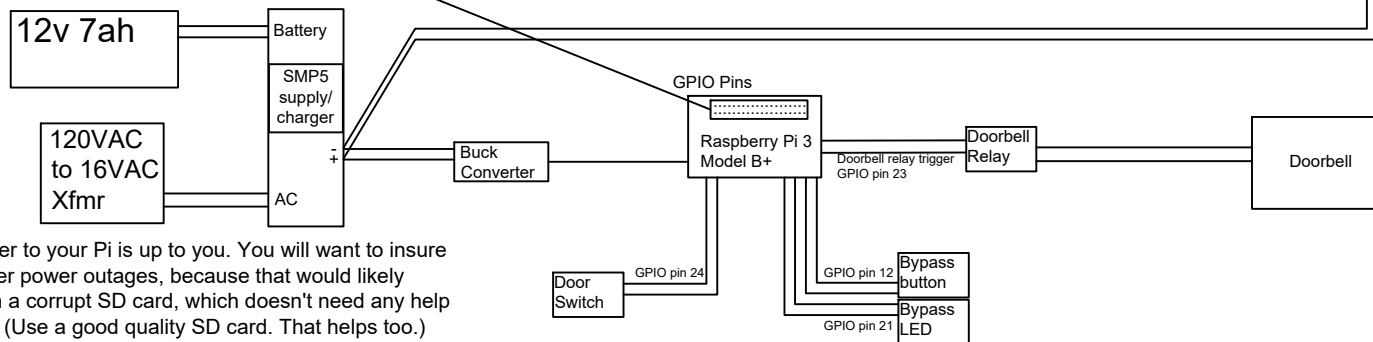 12v 7ah
Battery
SMP5
supply/
charger
-
+
AC
120VAC
to 16VAC
Xfmr
Buck
Converter
GPIO Pins
Raspberry Pi 3
Model B+
Doorbell relay trigger
GPIO pin 23
Doorbell
Relay
Doorbell
GPIO pin 24
Door
Switch
GPIO pin 12
Bypass
button
GPIO pin 21
Bypass
LED
er to your Pi is up to you. You will want to insure
er power outages, because that would likely
a corrupt SD card, which doesn't need any help
(Use a good quality SD card. That helps too.)